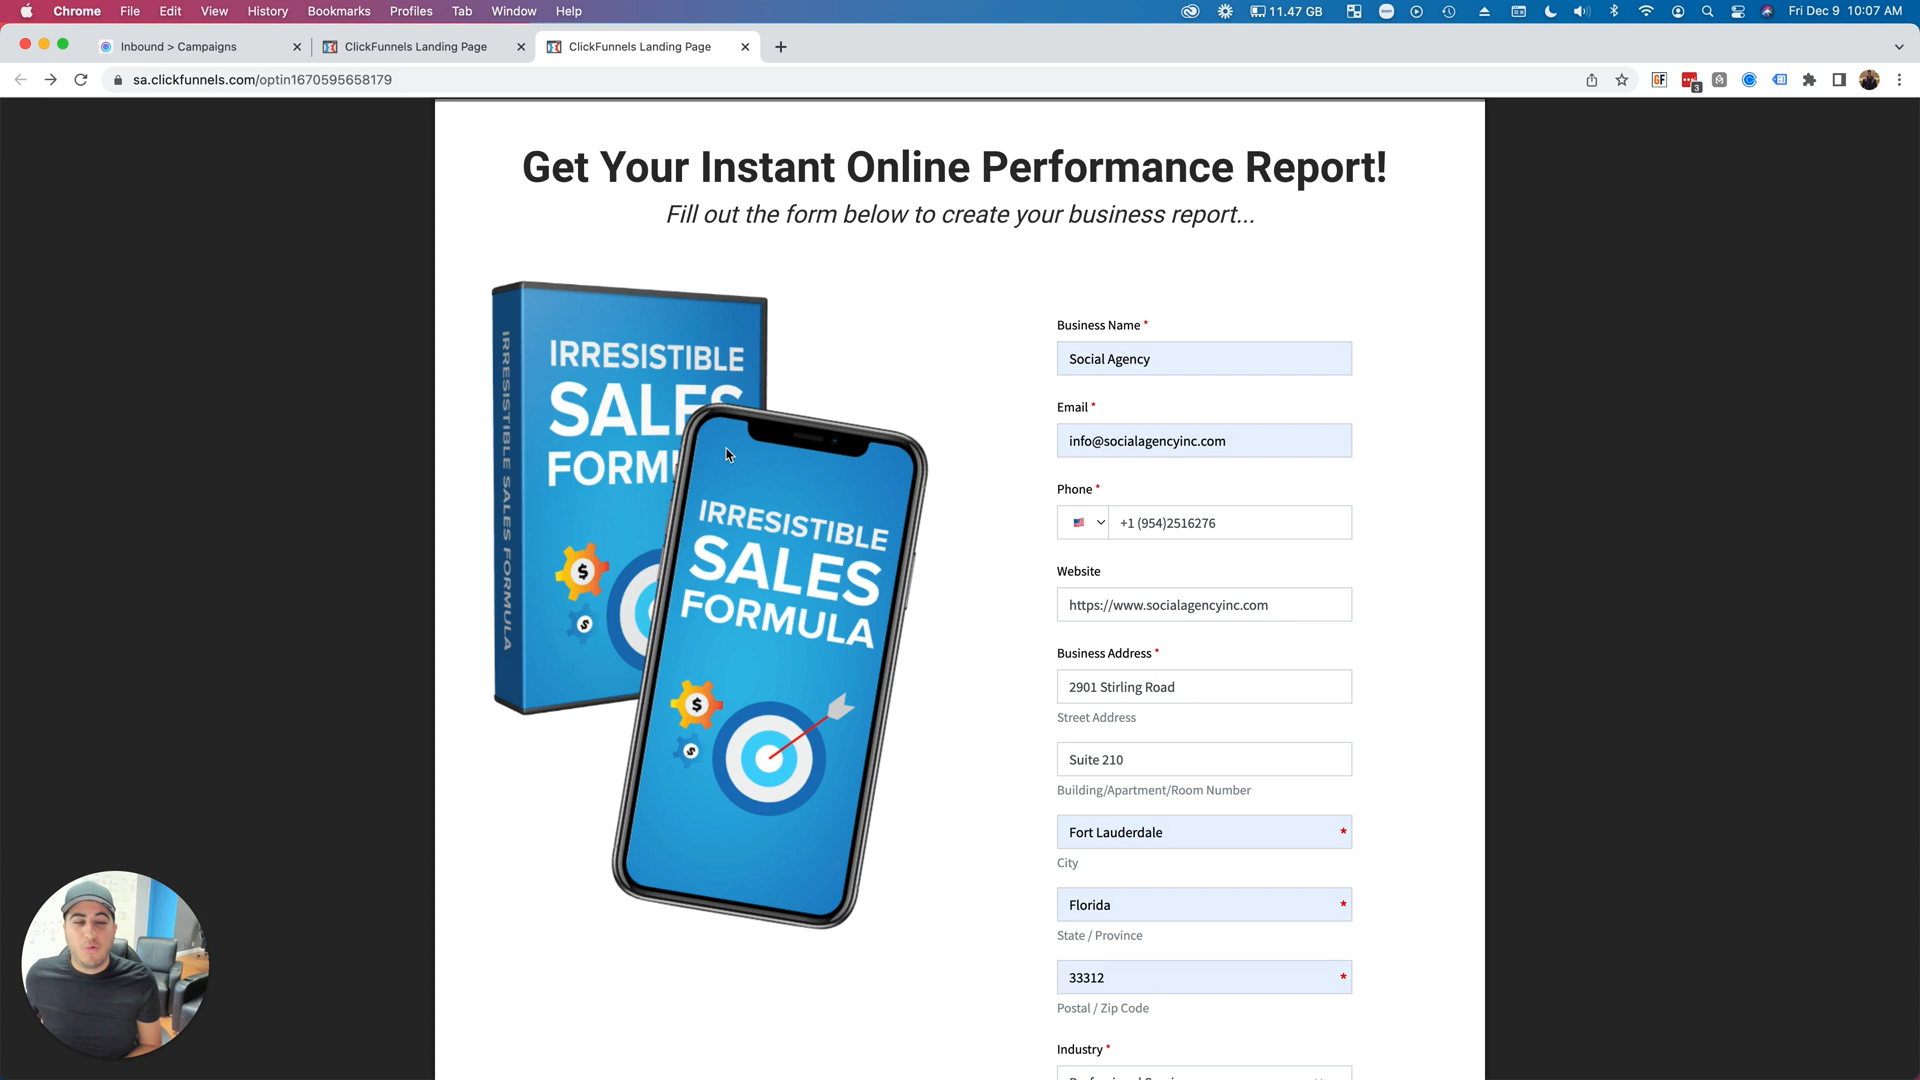 Chrome File Edit View History Bookmarks Profiles Tab Window Help 11.47 GB Fri Dec 9 10:07 AM
Inbound > Campaigns ClickFunnels Landing Page ClickFunnels Landing Page
sa.clickfunnels.com/optin1670595658179
Get Your Instant Online Performance Report!
Fill out the form below to create your business report...
IRRESISTIBLE SALES FORMULA
IRRESISTIBLE
SALES
FORM
$
$
IRRESISTIBLE
SALES
FORMULA
$
$
Business Name *
Social Agency
Email *
info@socialagencyinc.com
Phone *
+1 (954)2516276
Website
https://www.socialagencyinc.com
Business Address *
2901 Stirling Road
Street Address
Suite 210
Building/Apartment/Room Number
Fort Lauderdale *
City
Florida *
State / Province
33312 *
Postal / Zip Code
Industry *